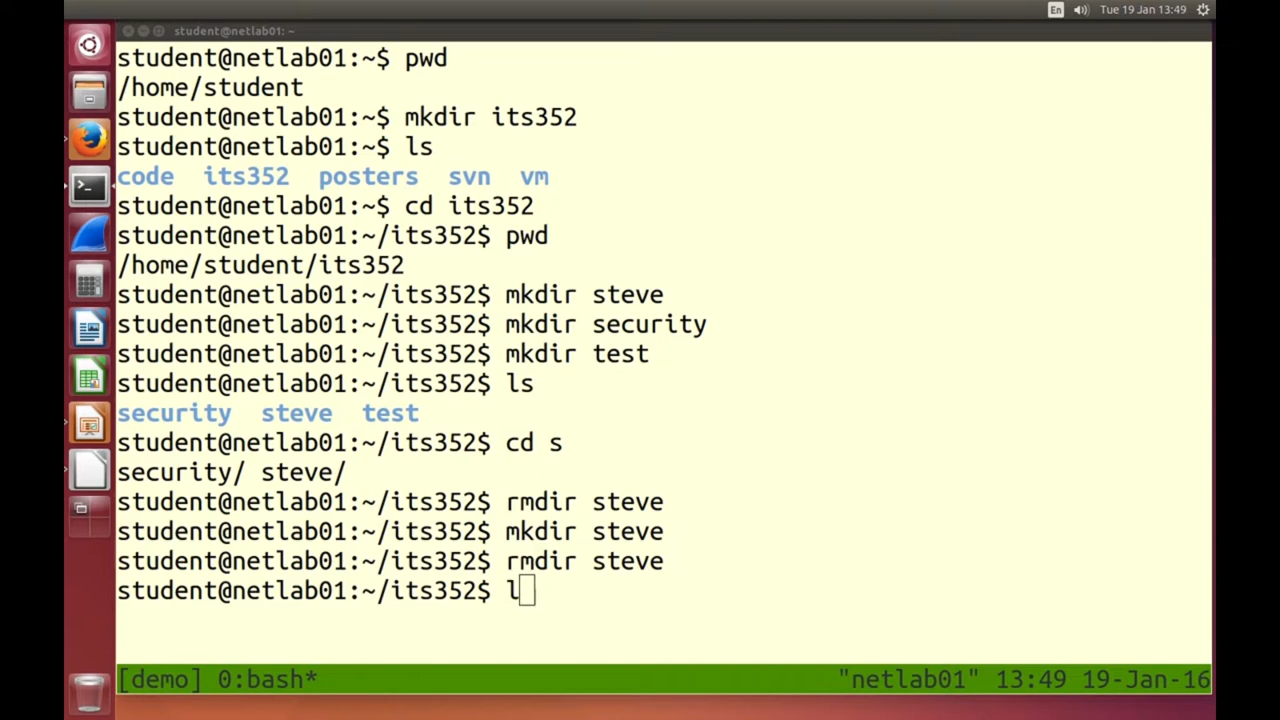 En Tue 19 Jan 13:49
student@netlab01: ~
student@netlab01:~$ pwd
/home/student
student@netlab01:~$ mkdir its352
student@netlab01:~$ ls
code  its352  posters  svn  vm
student@netlab01:~$ cd its352
student@netlab01:~/its352$ pwd
/home/student/its352
student@netlab01:~/its352$ mkdir steve
student@netlab01:~/its352$ mkdir security
student@netlab01:~/its352$ mkdir test
student@netlab01:~/its352$ ls
security  steve  test
student@netlab01:~/its352$ cd s
security/ steve/
student@netlab01:~/its352$ rmdir steve
student@netlab01:~/its352$ mkdir steve
student@netlab01:~/its352$ rmdir steve
student@netlab01:~/its352$ l
[demo] 0:bash* "netlab01" 13:49 19-Jan-16